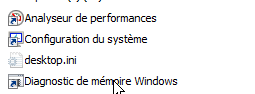 Analyseur de performances
Configuration du système
desktop.ini
Diagnostic de mémoire Windows